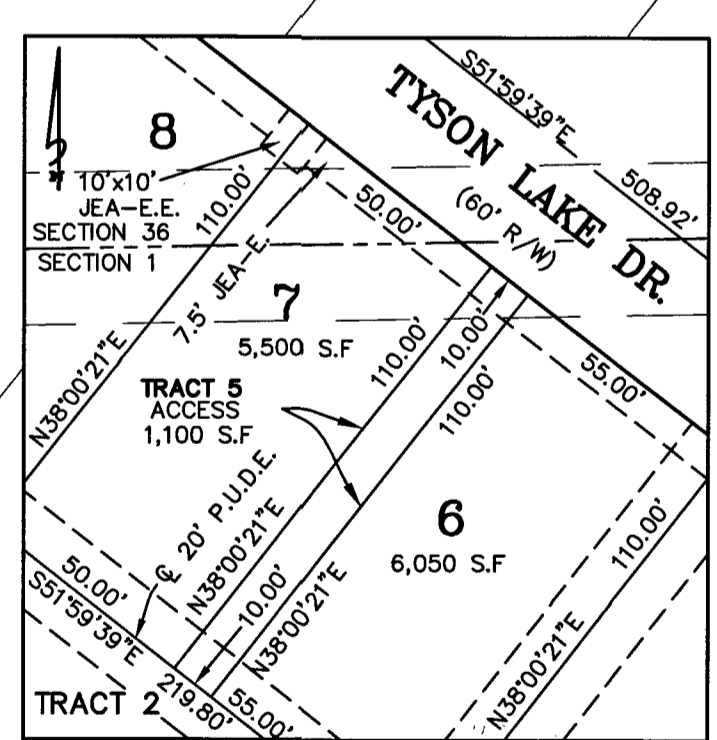 TYSON LAKE DR.
(60' R/W)
S51°59'39"E
508.92'
8
10'x10'
JEA-E.E.
SECTION 36
SECTION 1
110.00'
N38°00'21"E
7.5' JEA-E.
50.00'
7
5,500 S.F
110.00'
10.00'
110.00'
55.00'
TRACT 5
ACCESS
1,100 S.F
℄ 20' P.U.D.E.
N38°00'21"E
10.00'
N38°00'21"E
6
6,050 S.F
110.00'
N38°00'21"E
50.00'
S51°59'39"E
219.80'
55.00'
TRACT 2